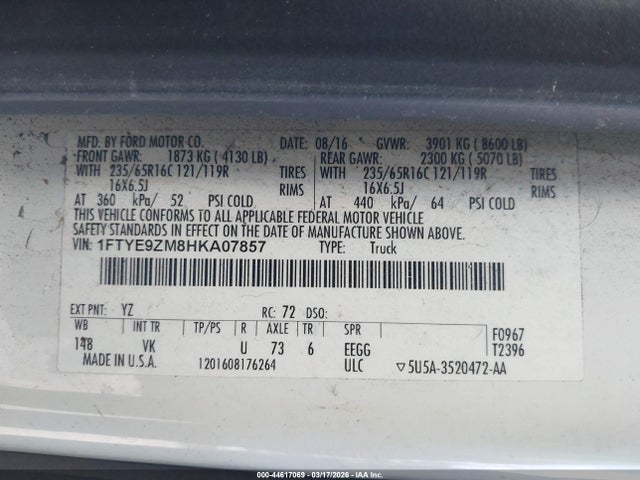 MFD. BY FORD MOTOR CO. DATE: 08/16 GVWR: 3901 KG ( 8600 LB)
FRONT GAWR: 1873 KG ( 4130 LB) REAR GAWR: 2300 KG ( 5070 LB)
WITH 235/65R16C 121/119R TIRES WITH 235/65R16C 121/119R TIRES
16X6.5J RIMS 16X6.5J RIMS
AT 360 kPa/ 52 PSI COLD AT 440 kPa/ 64 PSI COLD
THIS VEHICLE CONFORMS TO ALL APPLICABLE FEDERAL MOTOR VEHICLE
SAFETY STANDARDS IN EFFECT ON THE DATE OF MANUFACTURE SHOWN ABOVE.
VIN: 1FTYE9ZM8HKA07857 TYPE: Truck
EXT PNT: YZ RC: 72 DSO:
WB INT TR TP/PS R AXLE TR SPR F0967
148 VK U 73 6 EEGG T2396
MADE IN U.S.A. 1201608176264 ULC ▽5U5A-3520472-AA
000-44617069 - 03/17/2026 - IAA Holdings, LLC